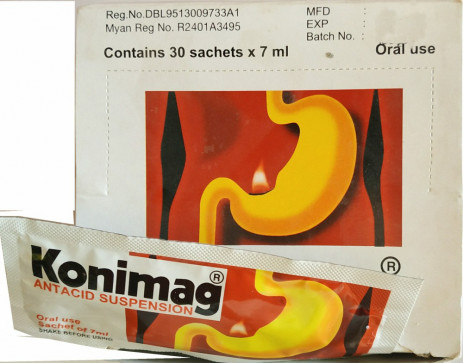 Reg.No.DBL9513009733A1
Myan Reg No. R2401A3495
MFD
EXP
Batch No. :
Contains 30 sachets x 7 ml
Oral use
®
Konimag®
ANTACID SUSPENSION
Oral use
Sachet of 7ml
SHAKE BEFORE USING